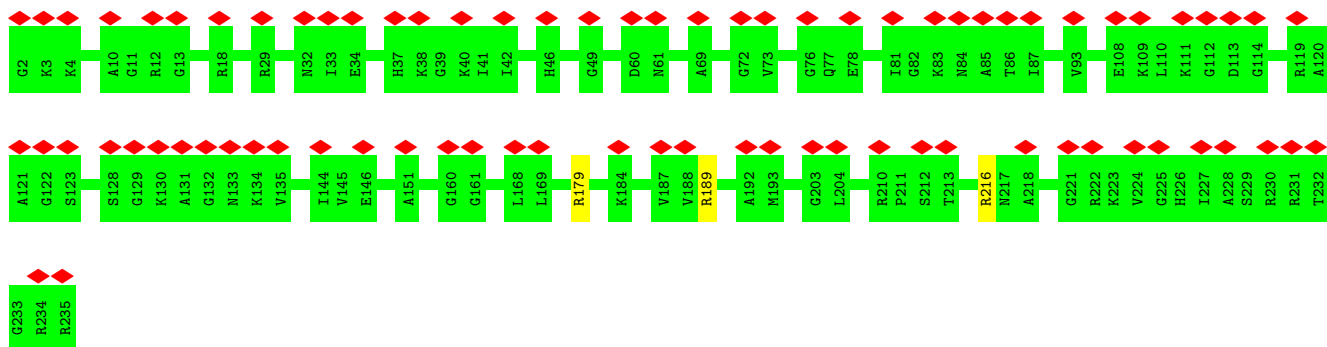 G2 K3 K4 A10 G11 R12 G13 R18 R29 N32 I33 E34 H37 K38 G39 K40 I41 I42 H46 G49 D60 N61 A69 G72 V73 G76 Q77 E78 I81 G82 K83 N84 A85 T86 I87 V93 E108 K109 L110 K111 G112 D113 G114 R119 A120
A121 G122 S123 S128 G129 K130 A131 G132 N133 K134 V135 I144 V145 E146 A151 G160 G161 L168 L169 R179 K184 V187 V188 R189 A192 M193 G203 L204 R210 P211 S212 T213 R216 N217 A218 G221 R222 K223 V224 G225 H226 I227 A228 S229 R230 R231 T232
G233 R234 R235